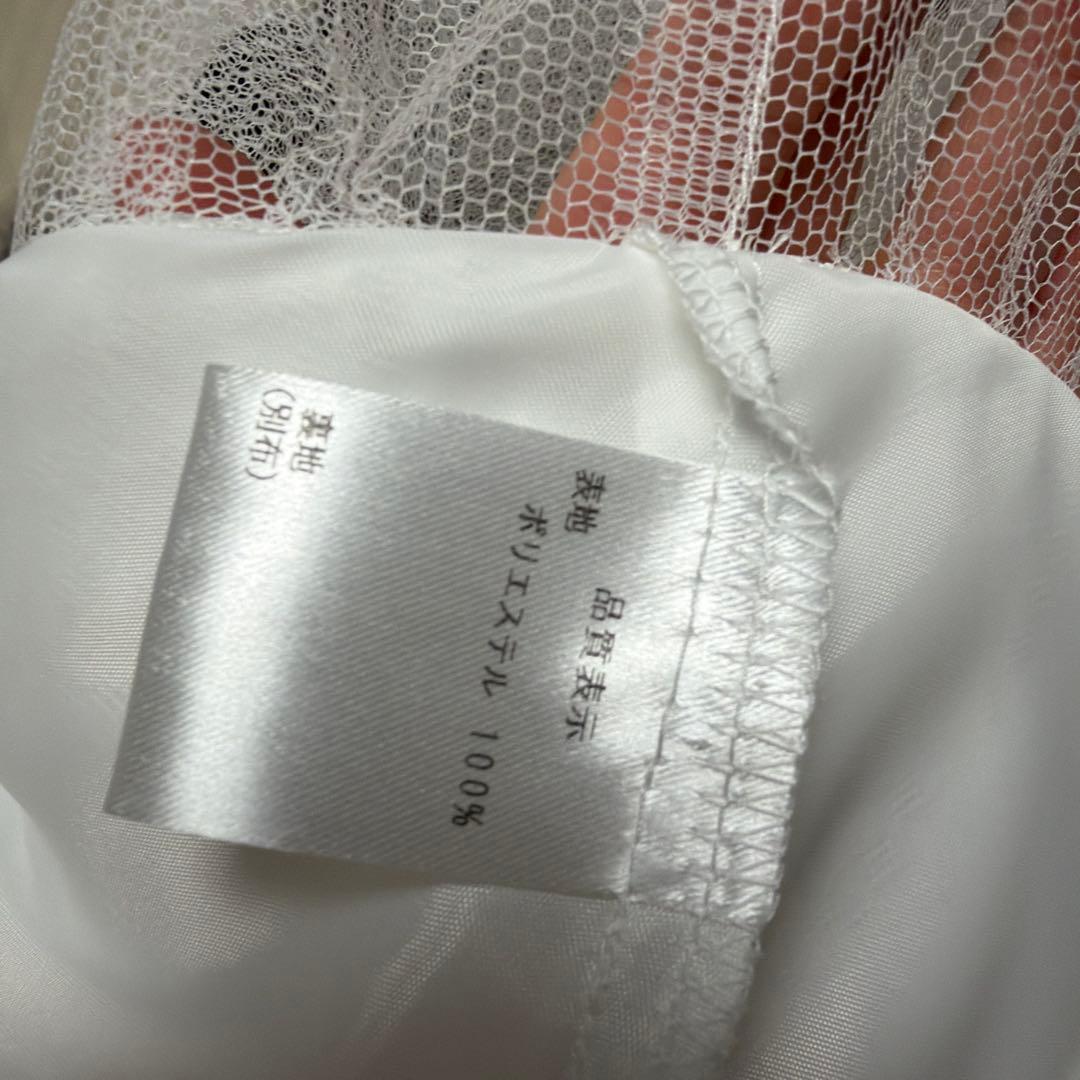 品質表示
表地
ポリエステル 100%
裏地
(別布)